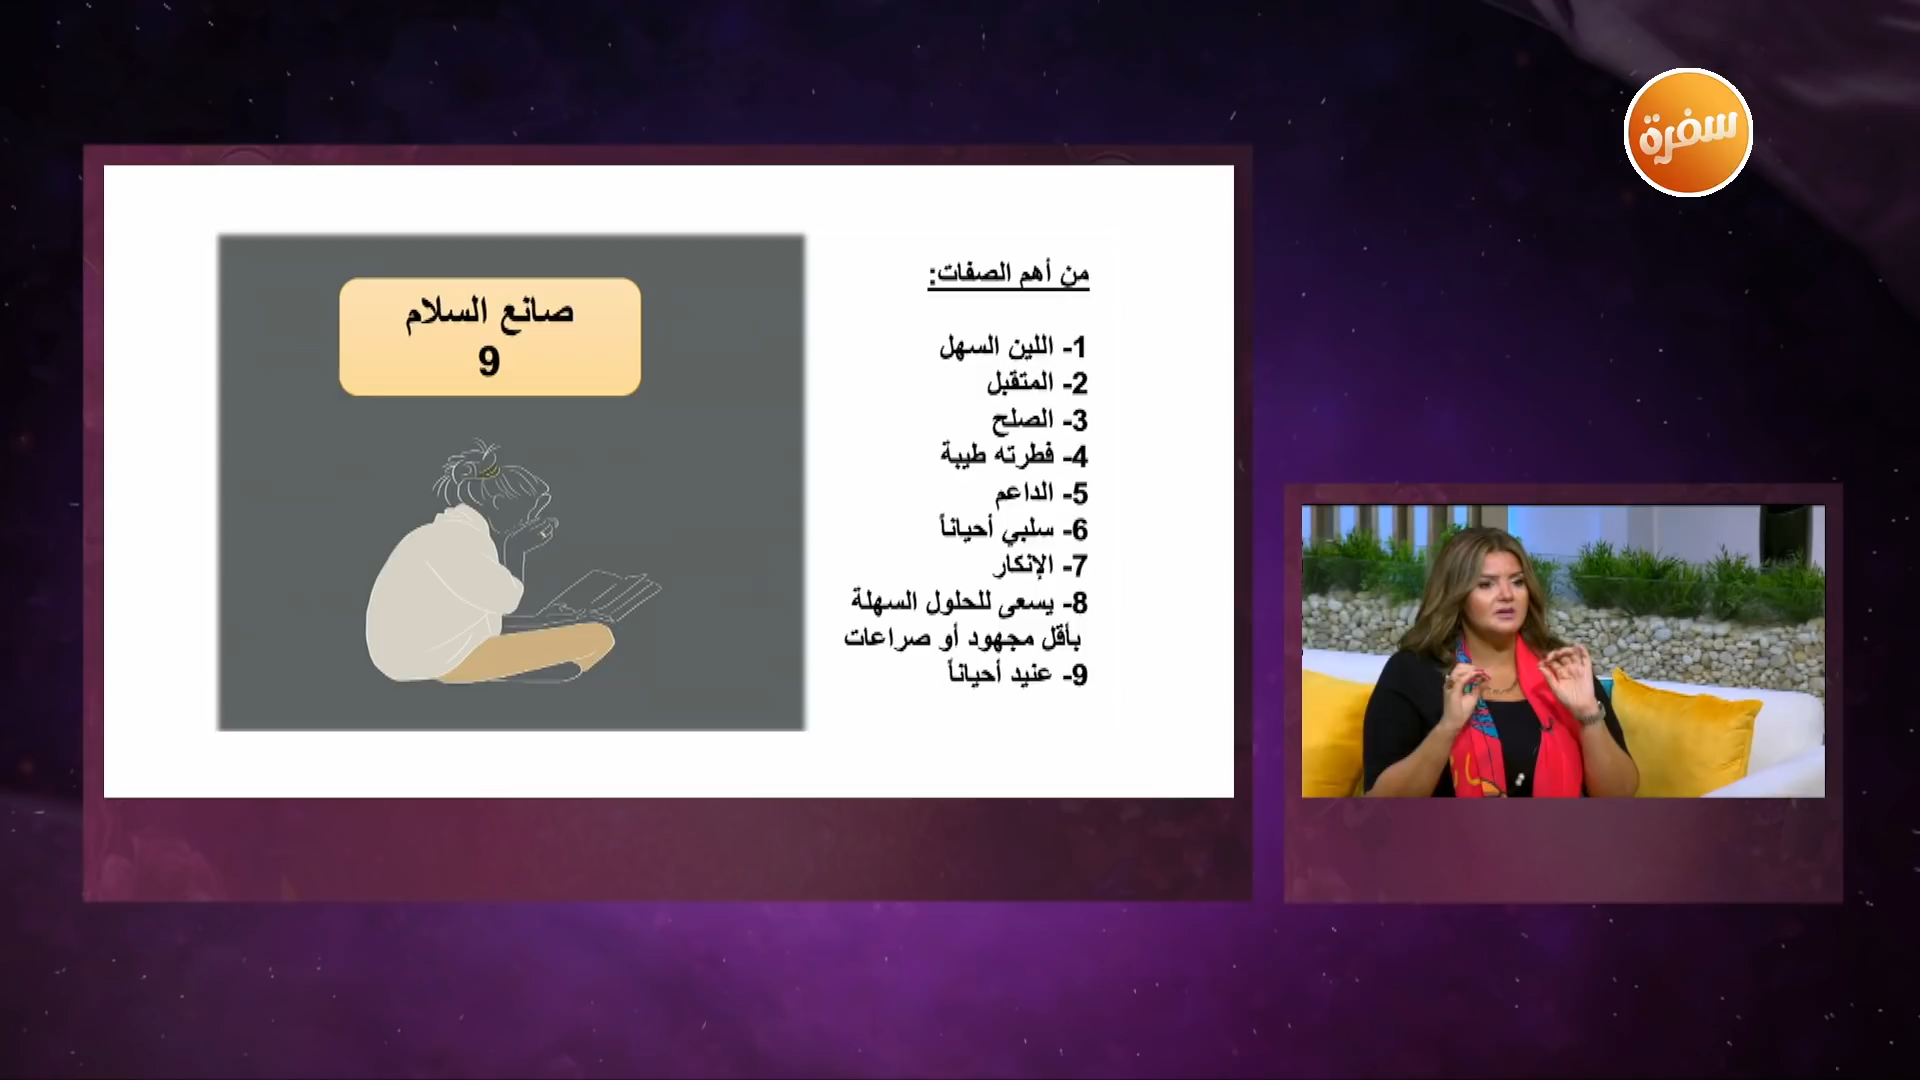 سفرة
صانع السلام
9
من أهم الصفات:
1- اللين السهل
2- المتقبل
3- الصلح
4- فطرته طيبة
5- الداعم
6- سلبي أحياناً
7- الإنكار
8- يسعى للحلول السهلة
بأقل مجهود أو صراعات
9- عنيد أحياناً